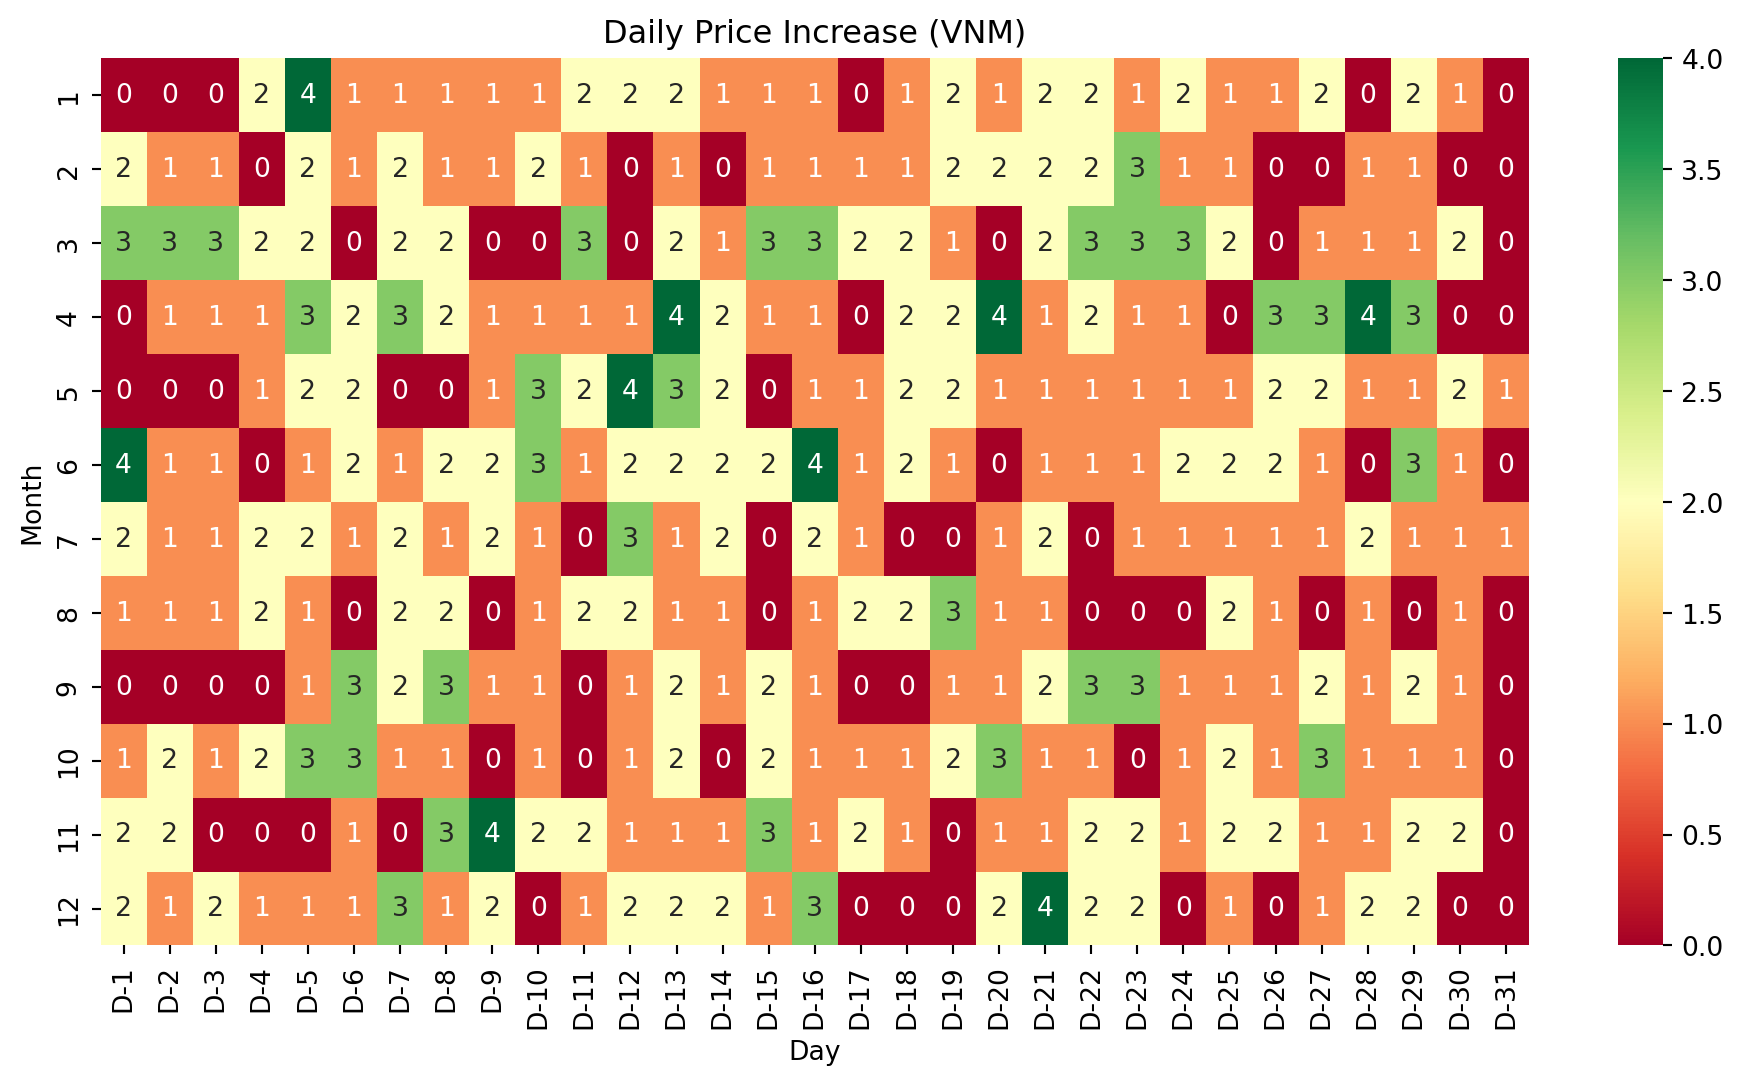 Daily Price Increase (VNM)
1 0 0 0 2 4 1 1 1 1 1 2 2 2 1 1 1 0 1 2 1 2 2 1 2 1 1 2 0 2 1 0
2 2 1 1 0 2 1 2 1 1 2 1 0 1 0 1 1 1 1 2 2 2 2 3 1 1 0 0 1 1 0 0
3 3 3 3 2 2 0 2 2 0 0 3 0 2 1 3 3 2 2 1 0 2 3 3 3 2 0 1 1 1 2 0
4 0 1 1 1 3 2 3 2 1 1 1 1 4 2 1 1 0 2 2 4 1 2 1 1 0 3 3 4 3 0 0
5 0 0 0 1 2 2 0 0 1 3 2 4 3 2 0 1 1 2 2 1 1 1 1 1 1 2 2 1 1 2 1
6 4 1 1 0 1 2 1 2 2 3 1 2 2 2 2 4 1 2 1 0 1 1 1 2 2 2 1 0 3 1 0
7 2 1 1 2 2 1 2 1 2 1 0 3 1 2 0 2 1 0 0 1 2 0 1 1 1 1 1 2 1 1 1
8 1 1 1 2 1 0 2 2 0 1 2 2 1 1 0 1 2 2 3 1 1 0 0 0 2 1 0 1 0 1 0
9 0 0 0 0 1 3 2 3 1 1 0 1 2 1 2 1 0 0 1 1 2 3 3 1 1 1 2 1 2 1 0
10 1 2 1 2 3 3 1 1 0 1 0 1 2 0 2 1 1 1 2 3 1 1 0 1 2 1 3 1 1 1 0
11 2 2 0 0 0 1 0 3 4 2 2 1 1 1 3 1 2 1 0 1 1 2 2 1 2 2 1 1 2 2 0
12 2 1 2 1 1 1 3 1 2 0 1 2 2 2 1 3 0 0 0 2 4 2 2 0 1 0 1 2 2 0 0
Month
D-1 D-2 D-3 D-4 D-5 D-6 D-7 D-8 D-9 D-10 D-11 D-12 D-13 D-14 D-15 D-16 D-17 D-18 D-19 D-20 D-21 D-22 D-23 D-24 D-25 D-26 D-27 D-28 D-29 D-30 D-31
Day
4.0
3.5
3.0
2.5
2.0
1.5
1.0
0.5
0.0